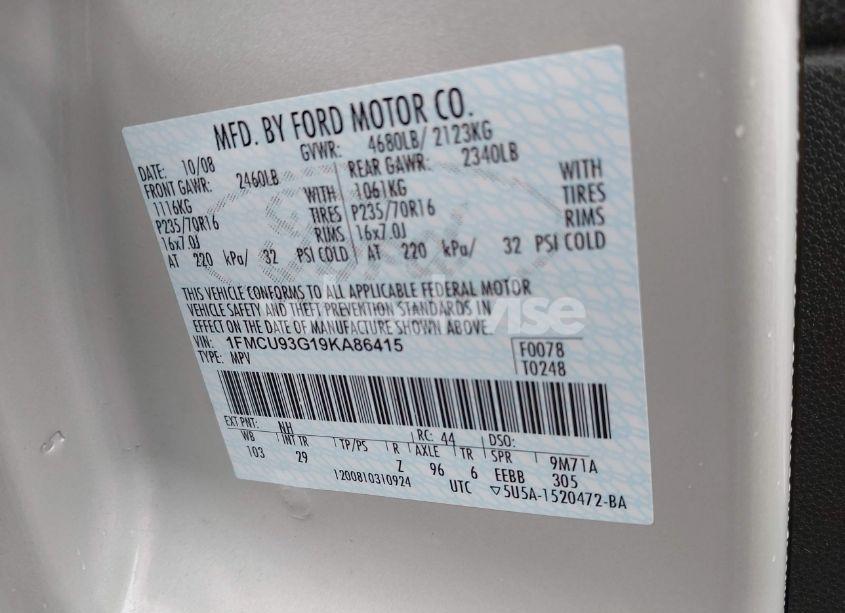 MFD. BY FORD MOTOR CO.
DATE: 10/08 GVWR: 4680LB/ 2123KG
FRONT GAWR: 2460LB REAR GAWR: 2340LB
1116KG WITH 1061KG WITH
P235/70R16 TIRES P235/70R16 TIRES
16x7.0J RIMS 16x7.0J RIMS
AT 220 kPa/ 32 PSI COLD AT 220 kPa/ 32 PSI COLD
THIS VEHICLE CONFORMS TO ALL APPLICABLE FEDERAL MOTOR
VEHICLE SAFETY AND THEFT PREVENTION STANDARDS IN
EFFECT ON THE DATE OF MANUFACTURE SHOWN ABOVE.
VIN: 1FMCU93G19KA86415 F0078
TYPE: MPV T0248
EXT PNT: NH RC: 44 DSO:
WB INT TR TP/PS R AXLE TR SPR 9M71A
103 29 Z 96 6 EEBB 305
1200810310924 UTC ▽5U5A-1520472-BA